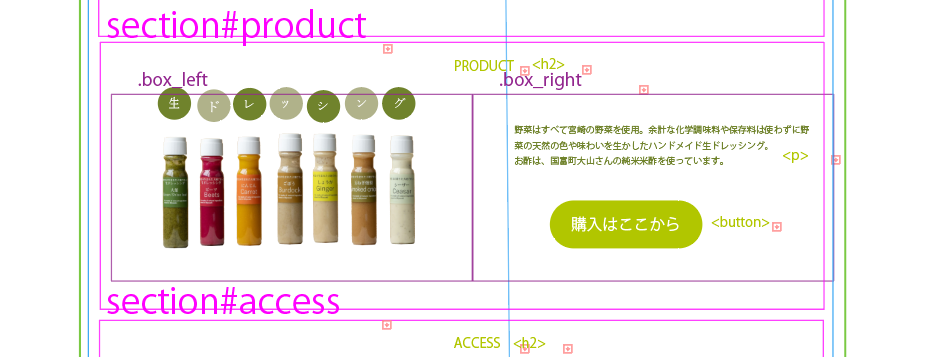 section#product
PRODUCT <h2>
.box_left
.box_right
生ドレッシング
野菜はすべて宮崎の野菜を使用。余計な化学調味料や保存料は使わずに野
菜の天然の色や味わいを生かしたハンドメイド生ドレッシング。
お酢は、国富町大山さんの純米米酢を使っています。
<p>
Beets
Carrot
Burdock
Ginger
購入はここから
<button>
section#access
ACCESS <h2>